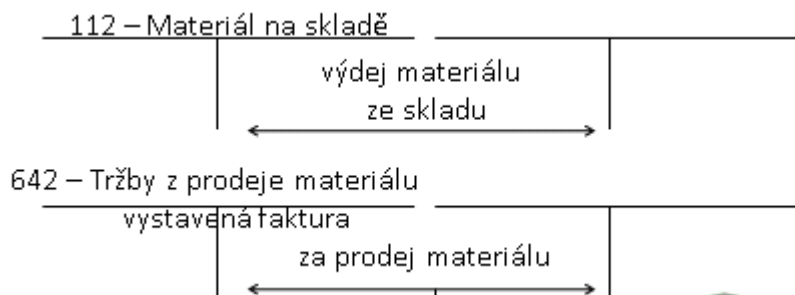 112 – Materiál na skladě
výdej materiálu
ze skladu
642 – Tržby z prodeje materiálu
vystavená faktura
za prodej materiálu